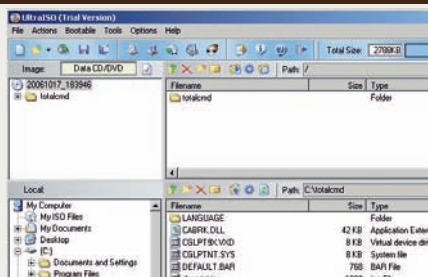 UltraISO (Trial Version)
File Actions Bootable Tools Options Help
Total Size: 2788KB
Image: Data CD/DVD Path: /
20061017_183946
totalcmd
Filename Size Type
totalcmd Folder
Local: Path: C:\totalcmd
My Computer
My ISO Files
My Documents
Desktop
(C:)
Documents and Settings
Program Files
Filename Size Type
LANGUAGE Folder
CABRK.DLL 42 KB Application Exten
CGLPT9X.VXD 8 KB Virtual device driv
CGLPTNT.SYS 8 KB System file
DEFAULT.BAR 768 BAR File